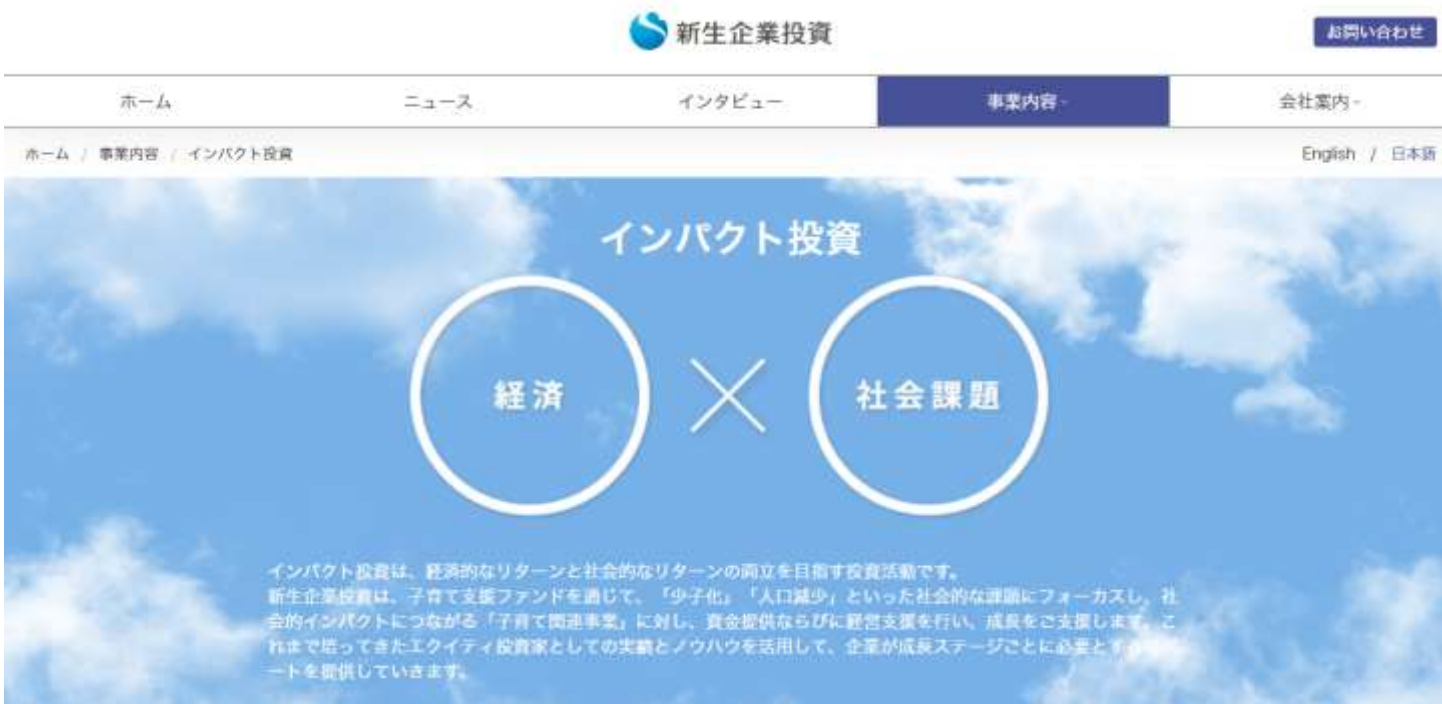 新生企業投資
お問い合わせ
ホーム
ニュース
インタビュー
事業内容
会社案内
ホーム / 事業内容 / インパクト投資
English / 日本語
インパクト投資
経済
×
社会課題
インパクト投資は、経済的なリターンと社会的なリターンの両立を目指す投資活動です。
新生企業投資は、子育て支援ファンドを通じて、「少子化」「人口減少」といった社会的な課題にフォーカスし、社
会的インパクトにつながる「子育て関連事業」に対し、資金提供ならびに経営支援を行い、成長をご支援します。こ
れまで培ってきたエクイティ投資家としての実績とノウハウを活用して、企業が成長ステージごとに必要とするサポ
ートを提供していきます。